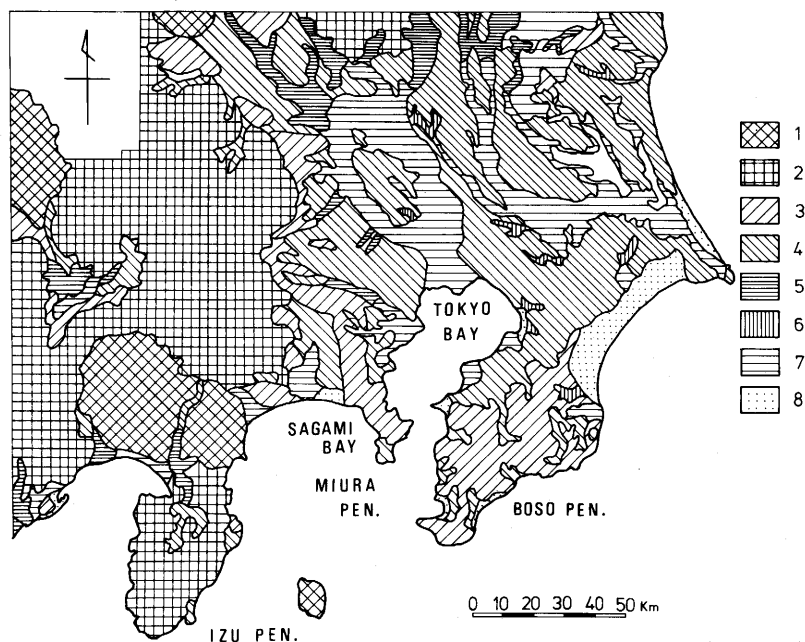 1
2
3
4
5
6
7
8
TOKYO
BAY
SAGAMI
BAY
MIURA
PEN.
BOSO PEN.
IZU PEN.
0 10 20 30 40 50 Km